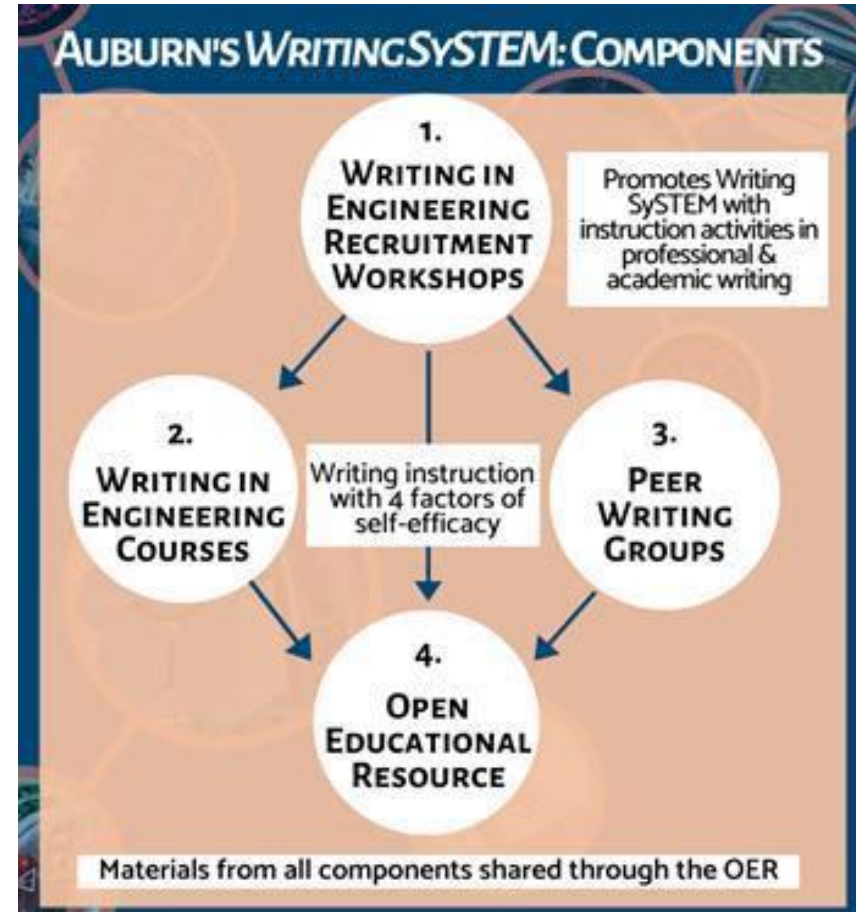 AUBURN'S WRITINGSYSTEM: COMPONENTS
1.
WRITING IN
ENGINEERING
RECRUITMENT
WORKSHOPS
Promotes Writing
SySTEM with
instruction activities in
professional &
academic writing
2.
WRITING IN
ENGINEERING
COURSES
Writing instruction
with 4 factors of
self-efficacy
3.
PEER
WRITING
GROUPS
4.
OPEN
EDUCATIONAL
RESOURCE
Materials from all components shared through the OER